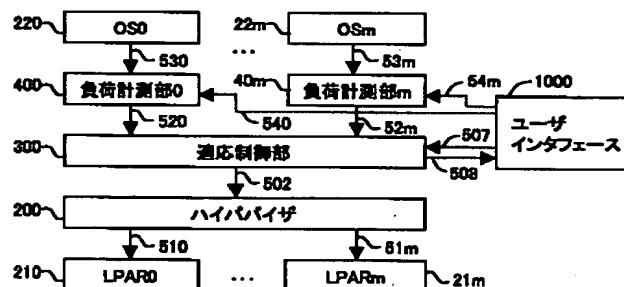 220 OS0 22m OSm
530 … 53m
400 負荷計測部0 40m 負荷計測部m 54m 1000
520 540 52m ユーザ
インタフェース
300 適応制御部 507
508
502
200 ハイパバイザ
510 51m
210 LPAR0 … LPARm 21m